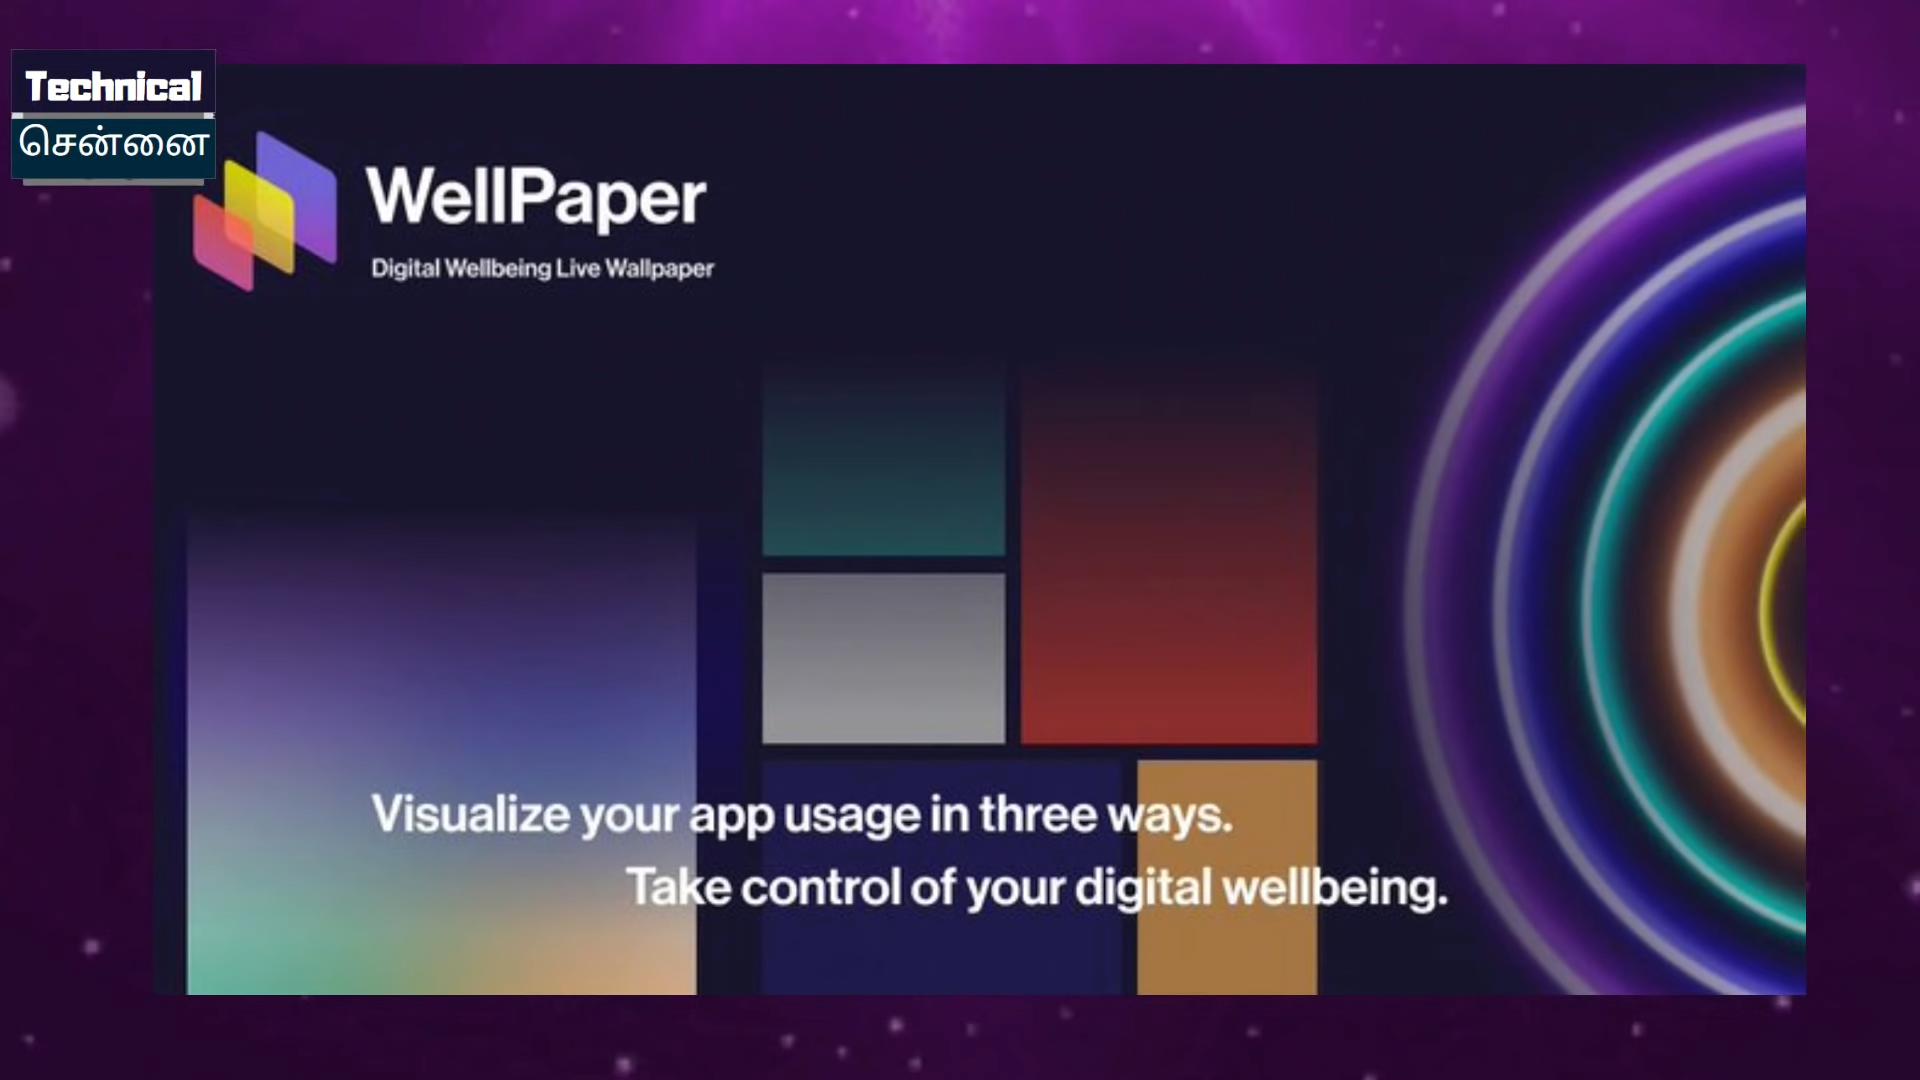 Technical
சென்னை
WellPaper
Digital Wellbeing Live Wallpaper
Visualize your app usage in three ways.
Take control of your digital wellbeing.